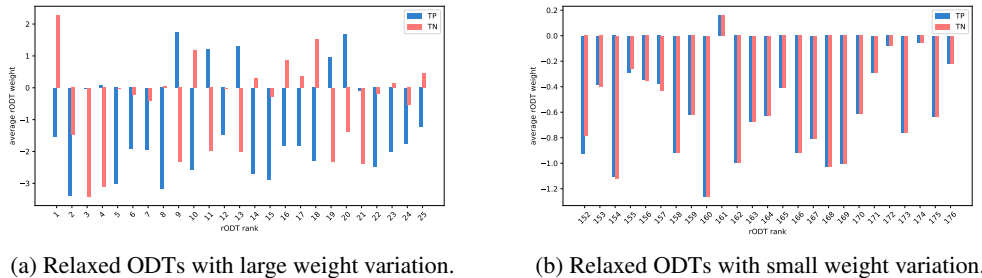 TP
TN
2
1
0
−1
−2
−3
average rODT weight
1 2 3 4 5 6 7 8 9 10 11 12 13 14 15 16 17 18 19 20 21 22 23 24 25
rODT rank
(a) Relaxed ODTs with large weight variation.
TP
TN
0.2
0.0
−0.2
−0.4
−0.6
−0.8
−1.0
−1.2
average rODT weight
152 153 154 155 156 157 158 159 160 161 162 163 164 165 166 167 168 169 170 171 172 173 174 175 176
rODT rank
(b) Relaxed ODTs with small weight variation.